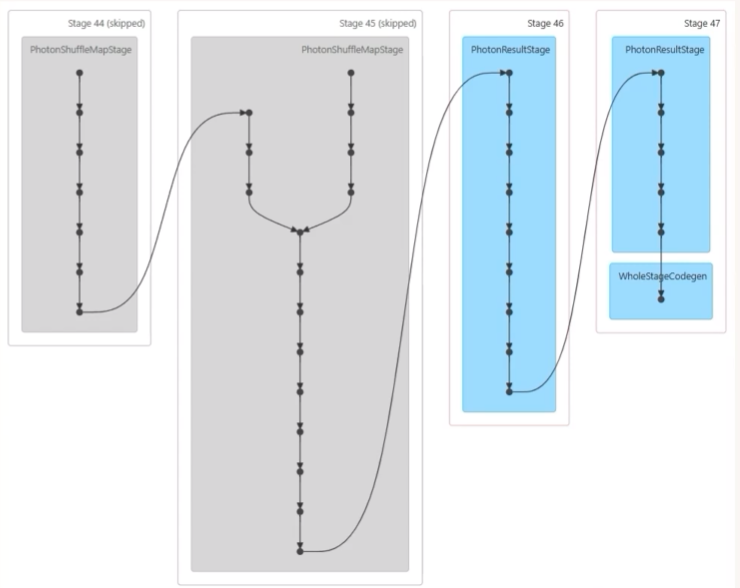 Stage 44 (skipped)
PhotonShuffleMapStage
Stage 45 (skipped)
PhotonShuffleMapStage
Stage 46
PhotonResultStage
Stage 47
PhotonResultStage
WholeStageCodegen